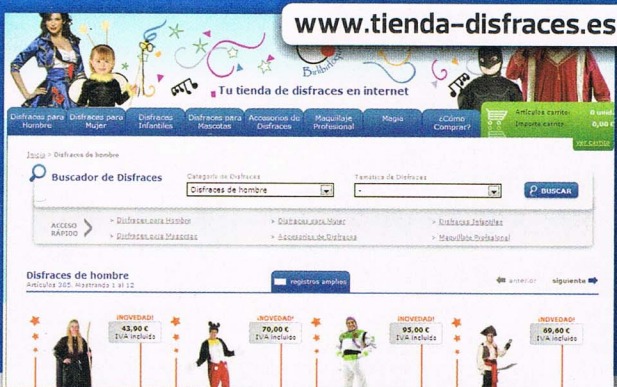 www.tienda-disfraces.es
Tu tienda de disfraces en internet
Disfraces para Hombre
Disfraces para Mujer
Disfraces Infantiles
Disfraces para Mascotas
Accesorios de Disfraces
Maquillaje Profesional
Magia
¿Cómo Comprar?
Artículos carrito: 0 unid.
Importe carrito: 0,00 €
Ver carrito
Inicio > Disfraces de hombre
Buscador de Disfraces
Categoría de Disfraces
Disfraces de hombre
Temática de Disfraces
-
BUSCAR
ACCESO RÁPIDO
> Disfraces para Hombre
> Disfraces para Mujer
> Disfraces Infantiles
> Disfraces para Mascotas
> Accesorios de Disfraces
> Maquillaje Profesional
Disfraces de hombre
Artículos 365. Mostrando 1 al 12
registros amplios
anterior
siguiente
¡NOVEDAD!
43,90 €
IVA incluido
¡NOVEDAD!
70,00 €
IVA incluido
¡NOVEDAD!
95,00 €
IVA incluido
¡NOVEDAD!
69,60 €
IVA incluido